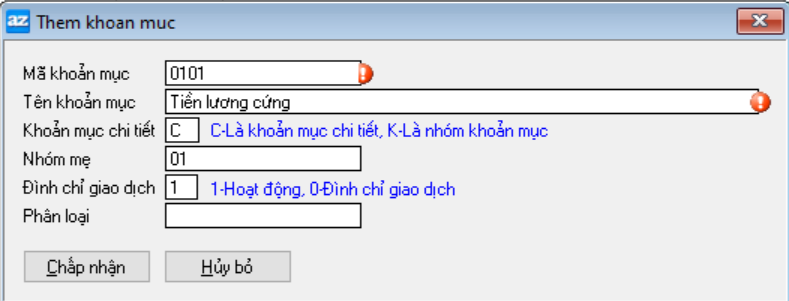 az Them khoan muc
Mã khoản mục 0101
Tên khoản mục Tiền lương cứng
Khoản mục chi tiết C C-Là khoản mục chi tiết, K-Là nhóm khoản mục
Nhóm mẹ 01
Đình chỉ giao dịch 1 1-Hoạt động, 0-Đình chỉ giao dịch
Phân loại
Chấp nhận Hủy bỏ